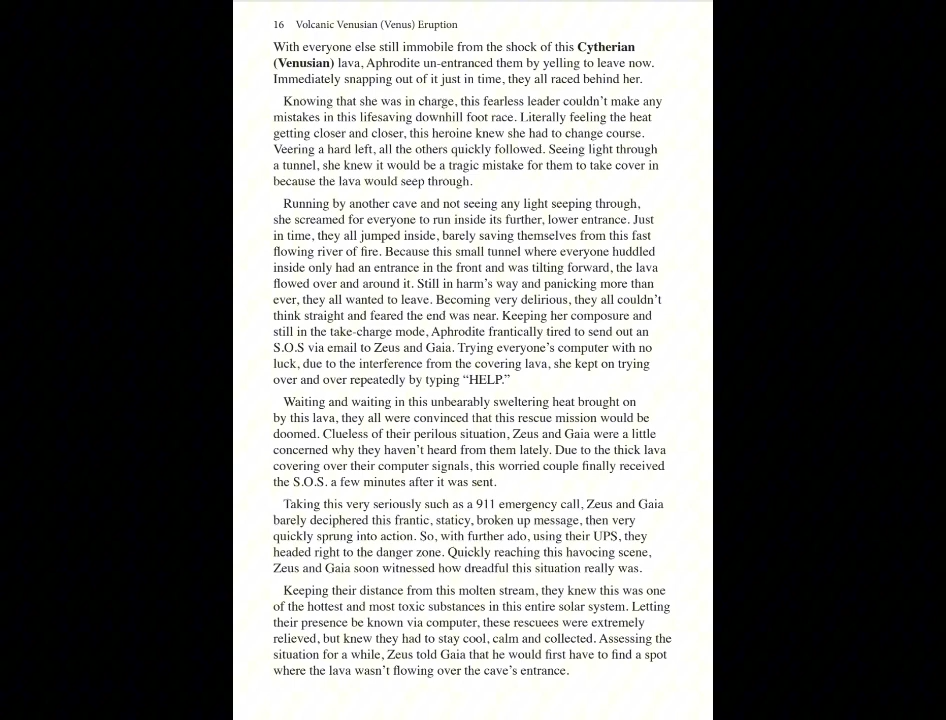 16 Volcanic Venusian (Venus) Eruption
With everyone else still immobile from the shock of this Cytherian
(Venusian) lava, Aphrodite un-entranced them by yelling to leave now.
Immediately snapping out of it just in time, they all raced behind her.
Knowing that she was in charge, this fearless leader couldn't make any
mistakes in this lifesaving downhill foot race. Literally feeling the heat
getting closer and closer, this heroine knew she had to change course.
Veering a hard left, all the others quickly followed. Seeing light through
a tunnel, she knew it would be a tragic mistake for them to take cover in
because the lava would seep through.
Running by another cave and not seeing any light seeping through,
she screamed for everyone to run inside its further, lower entrance. Just
in time, they all jumped inside, barely saving themselves from this fast
flowing river of fire. Because this small tunnel where everyone huddled
inside only had an entrance in the front and was tilting forward, the lava
flowed over and around it. Still in harm's way and panicking more than
ever, they all wanted to leave. Becoming very delirious, they all couldn't
think straight and feared the end was near. Keeping her composure and
still in the take-charge mode, Aphrodite frantically tired to send out an
S.O.S via email to Zeus and Gaia. Trying everyone's computer with no
luck, due to the interference from the covering lava, she kept on trying
over and over repeatedly by typing “HELP.”
Waiting and waiting in this unbearably sweltering heat brought on
by this lava, they all were convinced that this rescue mission would be
doomed. Clueless of their perilous situation, Zeus and Gaia were a little
concerned why they haven't heard from them lately. Due to the thick lava
covering over their computer signals, this worried couple finally received
the S.O.S. a few minutes after it was sent.
Taking this very seriously such as a 911 emergency call, Zeus and Gaia
barely deciphered this frantic, staticy, broken up message, then very
quickly sprung into action. So, with further ado, using their UPS, they
headed right to the danger zone. Quickly reaching this havocing scene,
Zeus and Gaia soon witnessed how dreadful this situation really was.
Keeping their distance from this molten stream, they knew this was one
of the hottest and most toxic substances in this entire solar system. Letting
their presence be known via computer, these rescuees were extremely
relieved, but knew they had to stay cool, calm and collected. Assessing the
situation for a while, Zeus told Gaia that he would first have to find a spot
where the lava wasn't flowing over the cave's entrance.